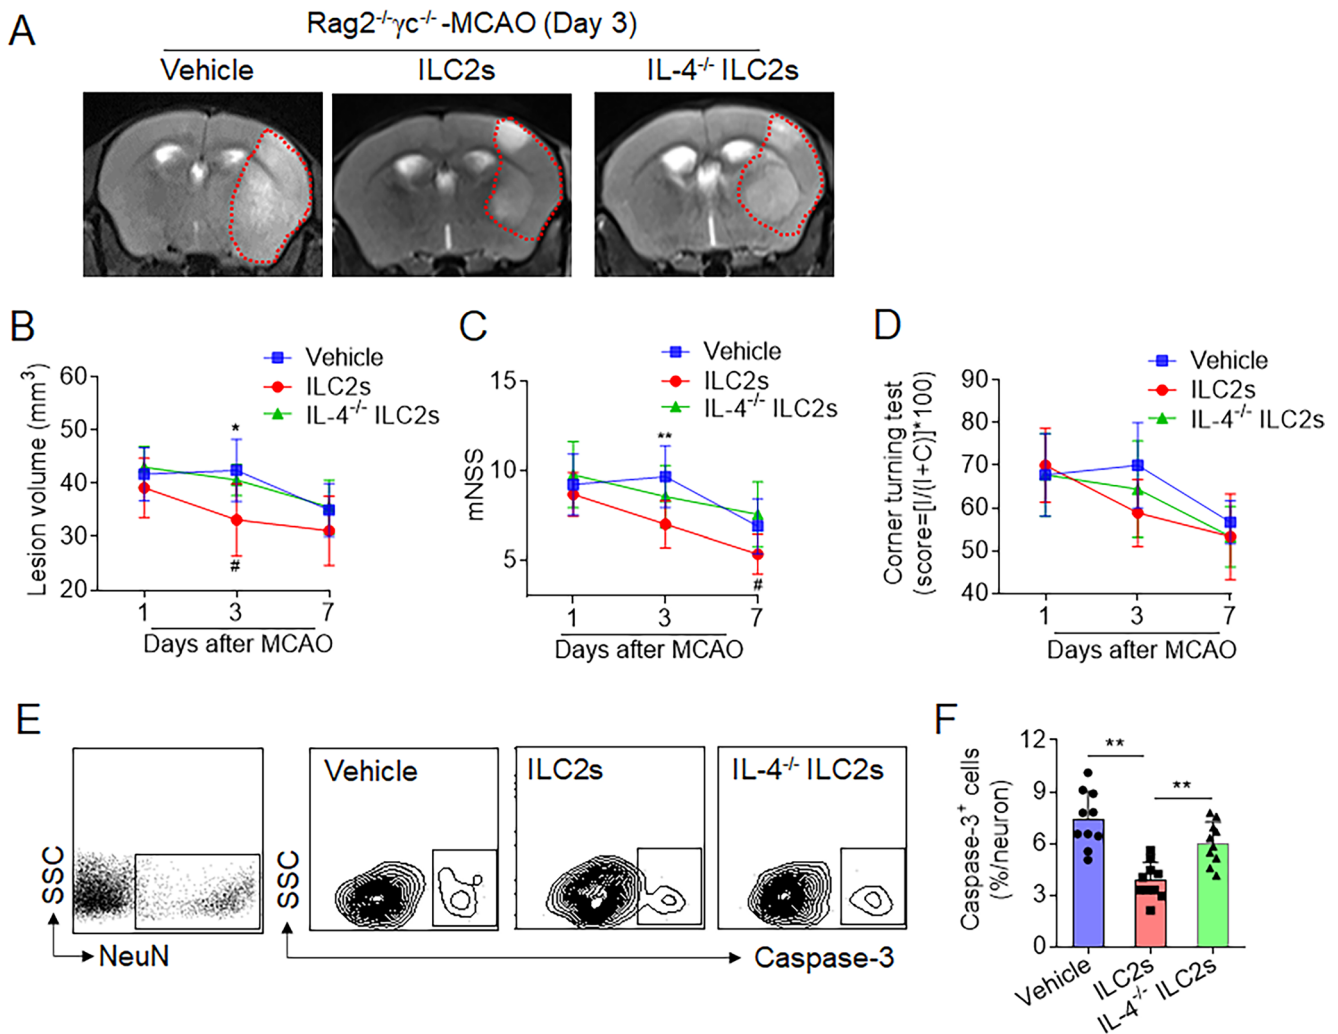 A
Rag2-/-γc-/- -MCAO (Day 3)
Vehicle
ILC2s
IL-4-/- ILC2s
B
Vehicle
ILC2s
IL-4-/- ILC2s
Lesion volume (mm3)
60
50
40
30
20
*
#
1
3
7
Days after MCAO
C
Vehicle
ILC2s
IL-4-/- ILC2s
mNSS
15
10
5
**
#
1
3
7
Days after MCAO
D
Vehicle
ILC2s
IL-4-/- ILC2s
Corner turning test
(score=[I/(I+C)]*100)
90
80
70
60
50
40
1
3
7
Days after MCAO
E
SSC
NeuN
SSC
Vehicle
ILC2s
IL-4-/- ILC2s
Caspase-3
F
Caspase-3+ cells
(%/neuron)
12
9
6
3
0
**
**
Vehicle
ILC2s
IL-4-/- ILC2s